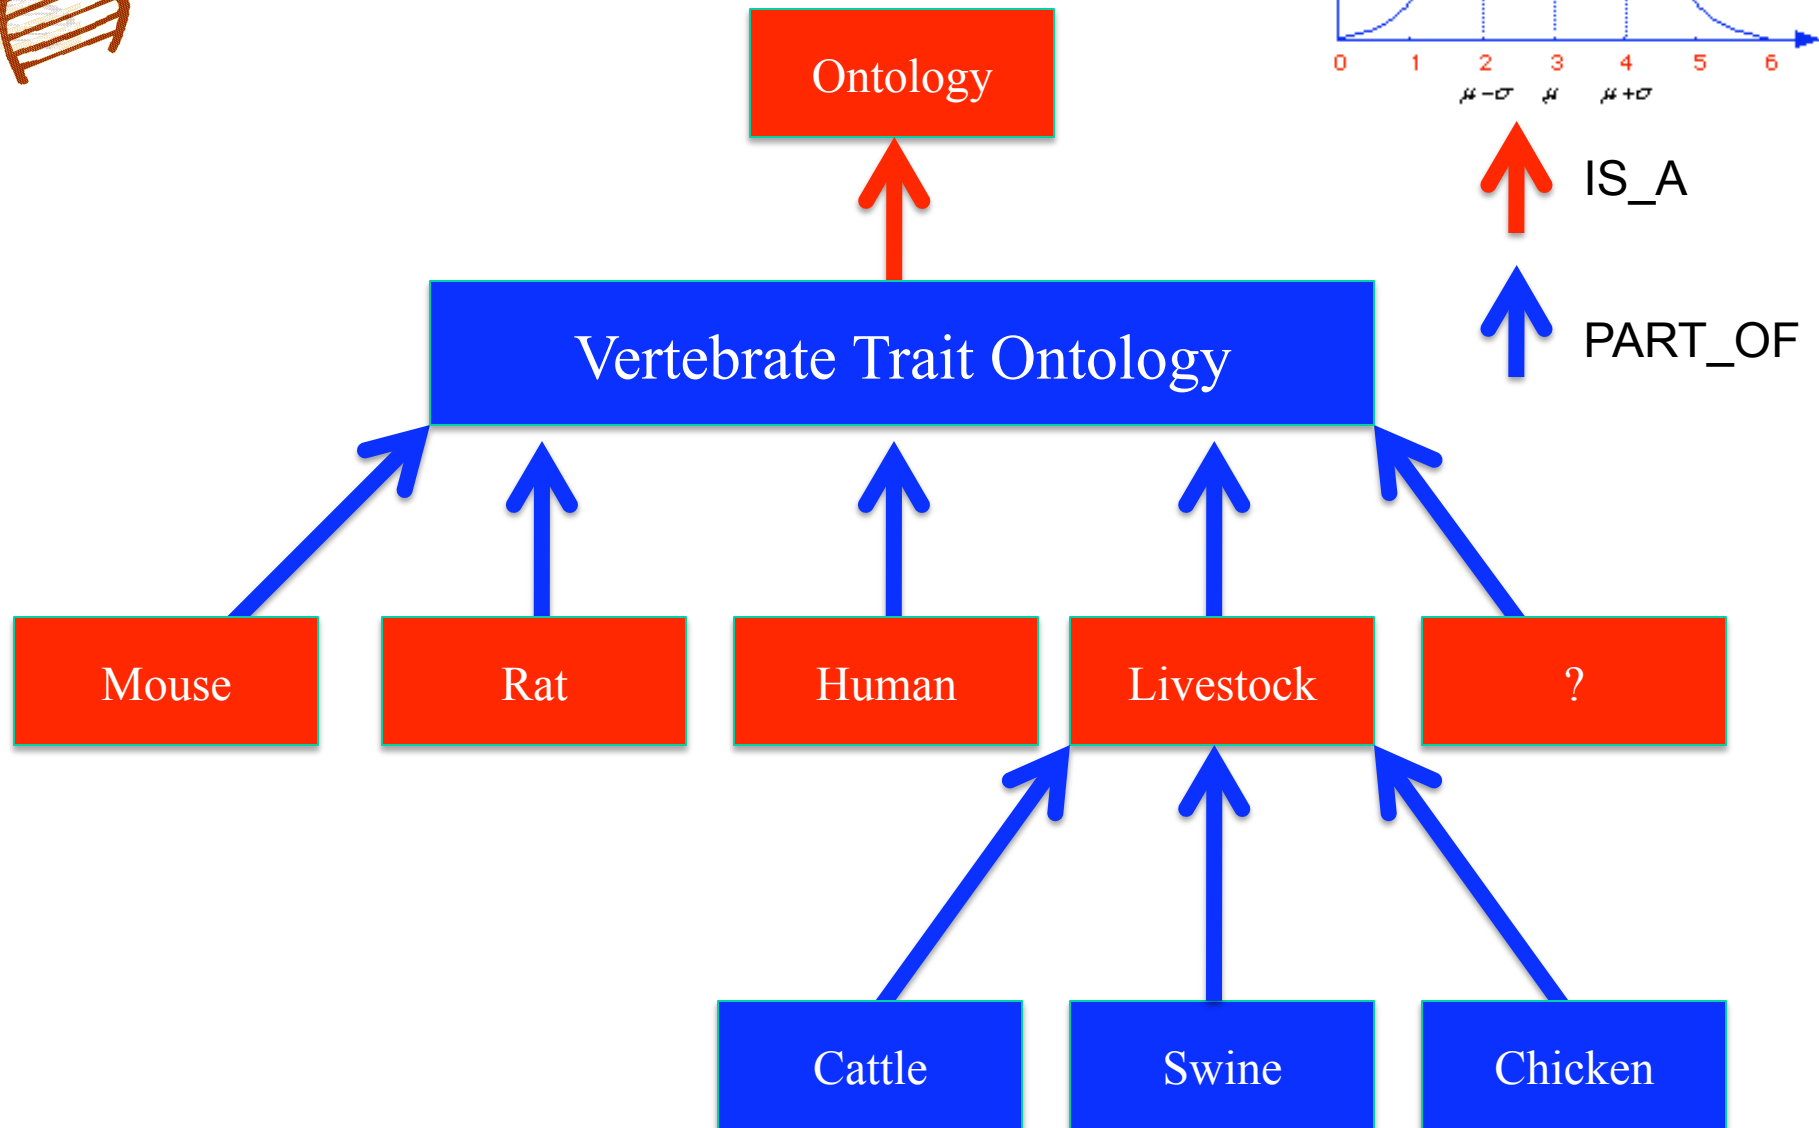 Ontology
0 1 2 3 4 5 6
μ-σ μ μ+σ
IS_A
Vertebrate Trait Ontology
PART_OF
Mouse Rat Human Livestock ?
Cattle Swine Chicken